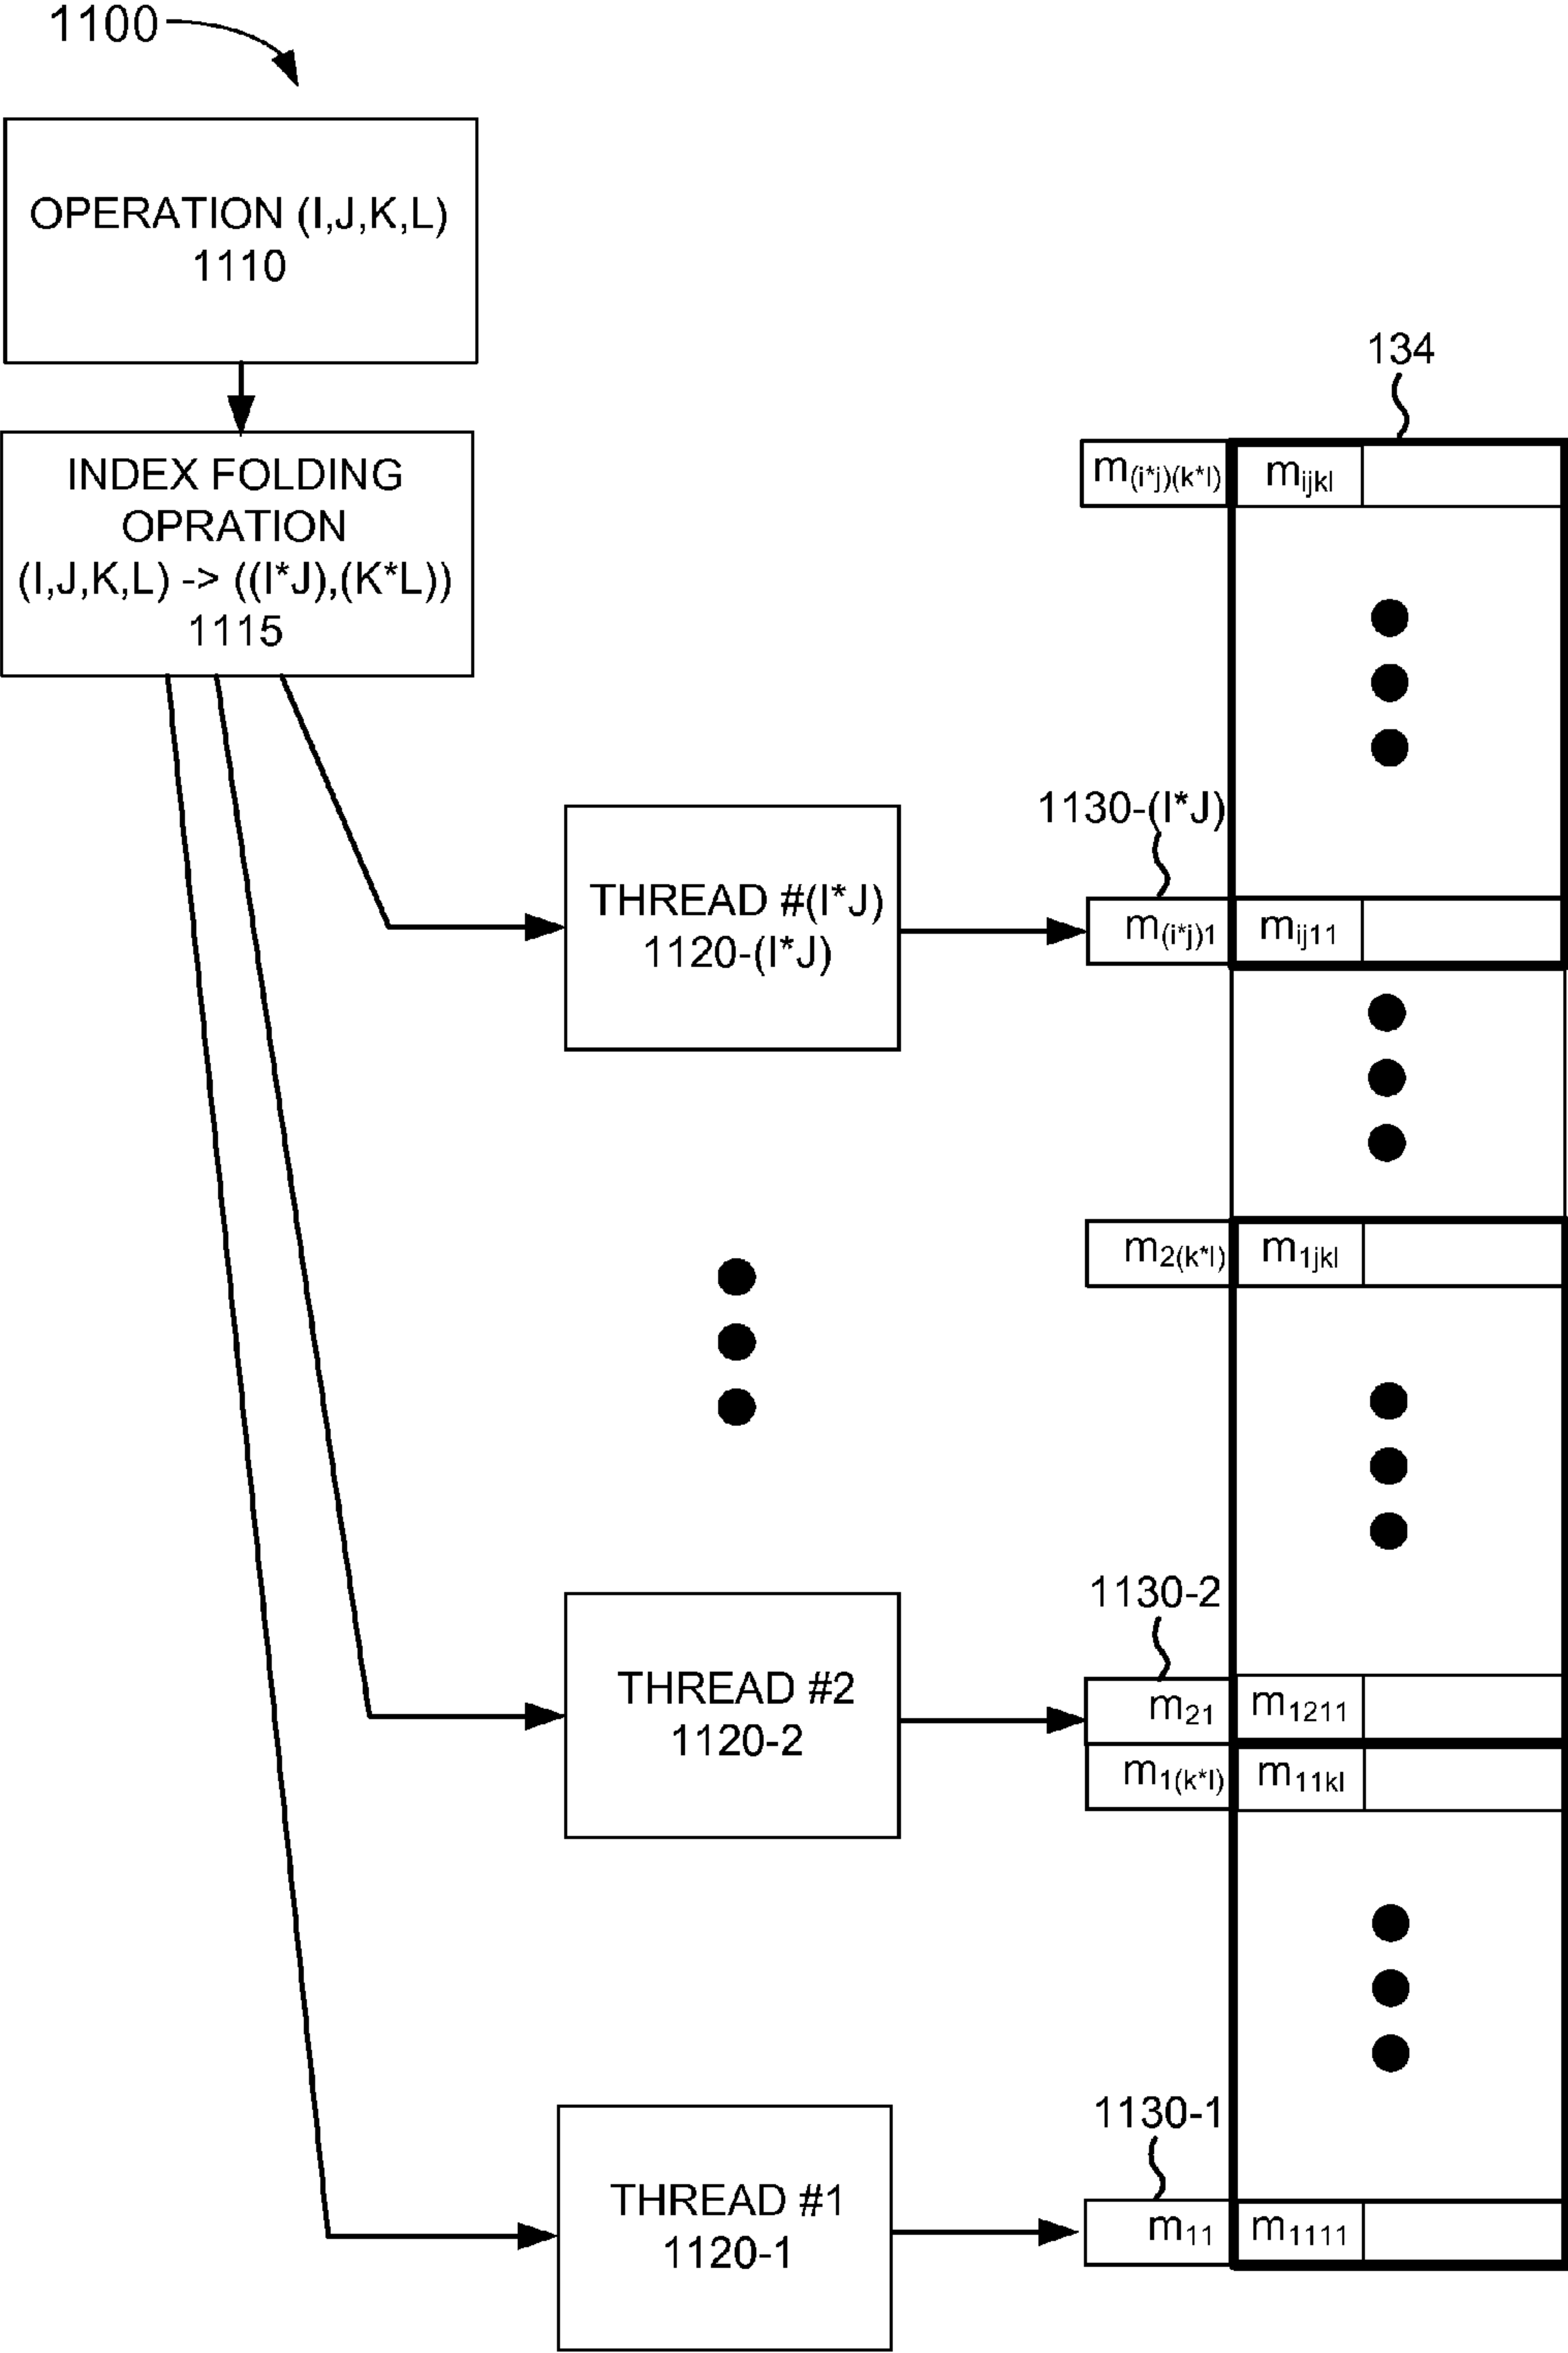 1100
OPERATION (I,J,K,L)
1110
INDEX FOLDING
OPRATION
(I,J,K,L) -> ((I*J),(K*L))
1115
134
m(i*j)(k*l) mijkl
1130-(I*J)
THREAD #(I*J)
1120-(I*J)
m(i*j)1 mij11
m2(k*l) m1jkl
1130-2
THREAD #2
1120-2
m21 m1211
m1(k*l) m11kl
1130-1
THREAD #1
1120-1
m11 m1111